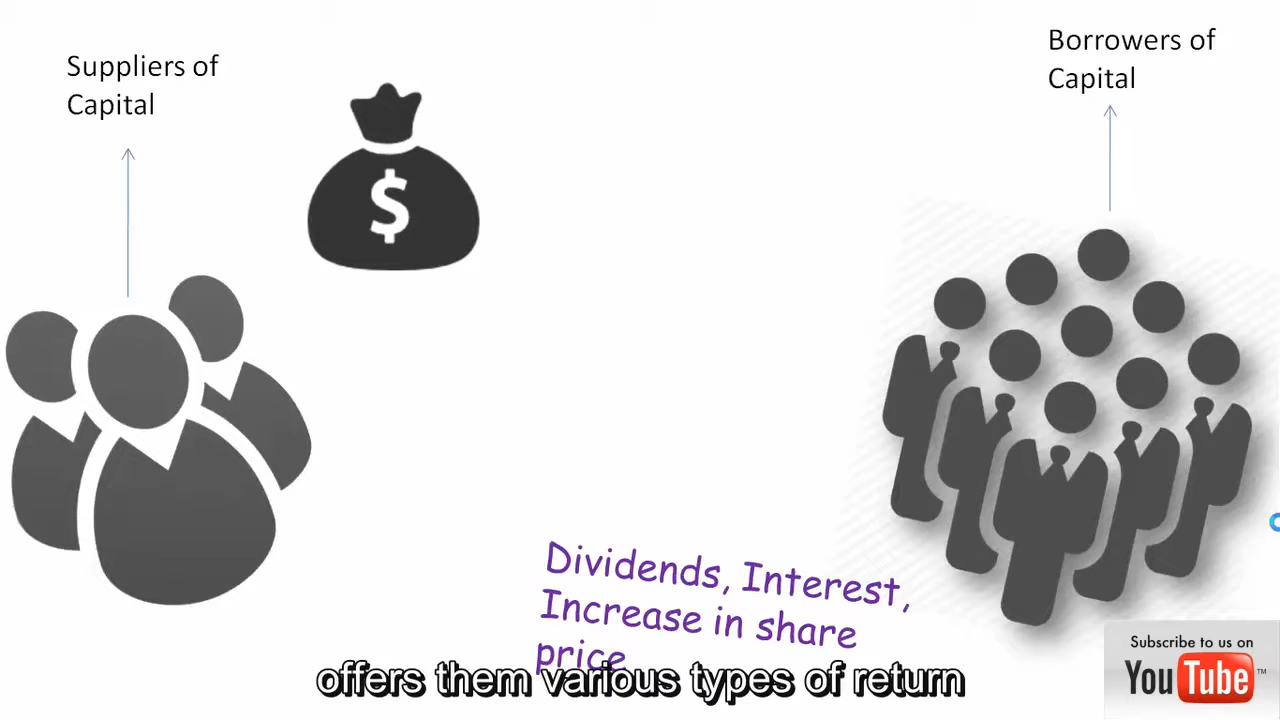 Suppliers of
Capital
Borrowers of
Capital
$
Dividends, Interest,
Increase in share
price
offers them various types of return
Subscribe to us on
YouTube™